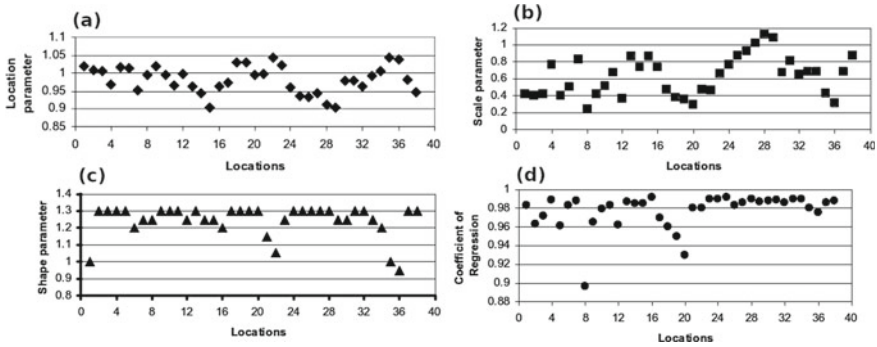 (a)
Location
parameter
1.1
1.05
1
0.95
0.9
0.85
0 4 8 12 16 20 24 28 32 36 40
Locations
(b)
Scale parameter
1.2
1
0.8
0.6
0.4
0.2
0
0 4 8 12 16 20 24 28 32 36 40
Locations
(c)
Shape parameter
1.4
1.3
1.2
1.1
1
0.9
0.8
0 4 8 12 16 20 24 28 32 36 40
Locations
(d)
Coefficient of
Regression
1
0.98
0.96
0.94
0.92
0.9
0.88
0 4 8 12 16 20 24 28 32 36 40
Locations